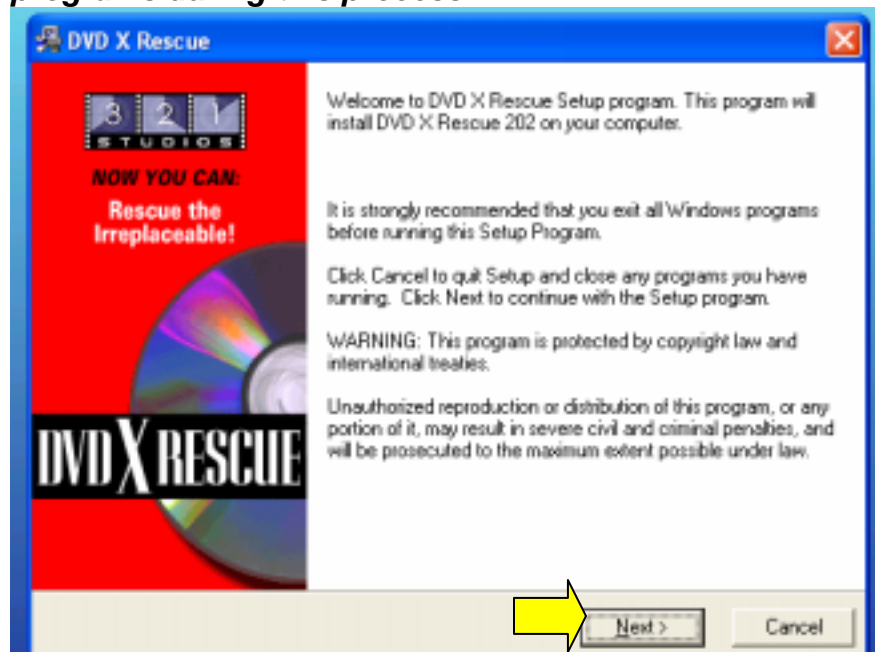 programs during this process
DVD X Rescue
321
STUDIOS
NOW YOU CAN:
Rescue the
Irreplaceable!
DVD X RESCUE
Welcome to DVD X Rescue Setup program. This program will
install DVD X Rescue 202 on your computer.
It is strongly recommended that you exit all Windows programs
before running this Setup Program.
Click Cancel to quit Setup and close any programs you have
running. Click Next to continue with the Setup program.
WARNING: This program is protected by copyright law and
international treaties.
Unauthorized reproduction or distribution of this program, or any
portion of it, may result in severe civil and criminal penalties, and
will be prosecuted to the maximum extent possible under law.
Next >
Cancel